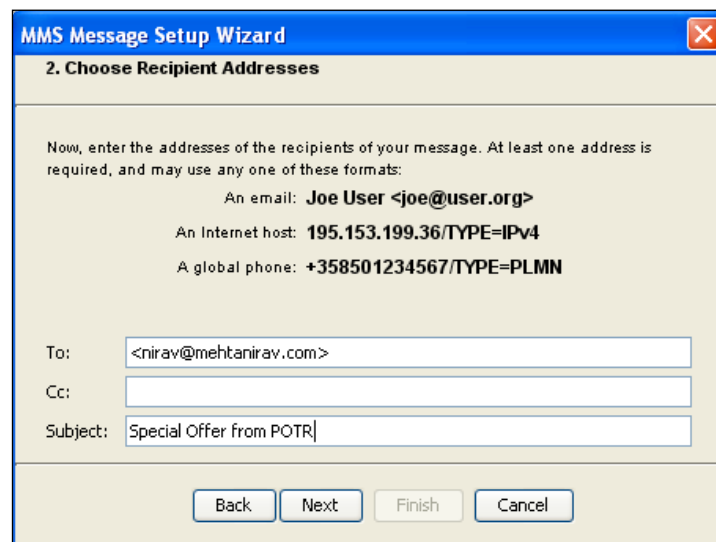 MMS Message Setup Wizard
2. Choose Recipient Addresses
Now, enter the addresses of the recipients of your message. At least one address is
required, and may use any one of these formats:
An email: Joe User <joe@user.org>
An Internet host: 195.153.199.36/TYPE=IPv4
A global phone: +358501234567/TYPE=PLMN
To: <nirav@mehtanirav.com>
Cc:
Subject: Special Offer from POTR
Back Next Finish Cancel